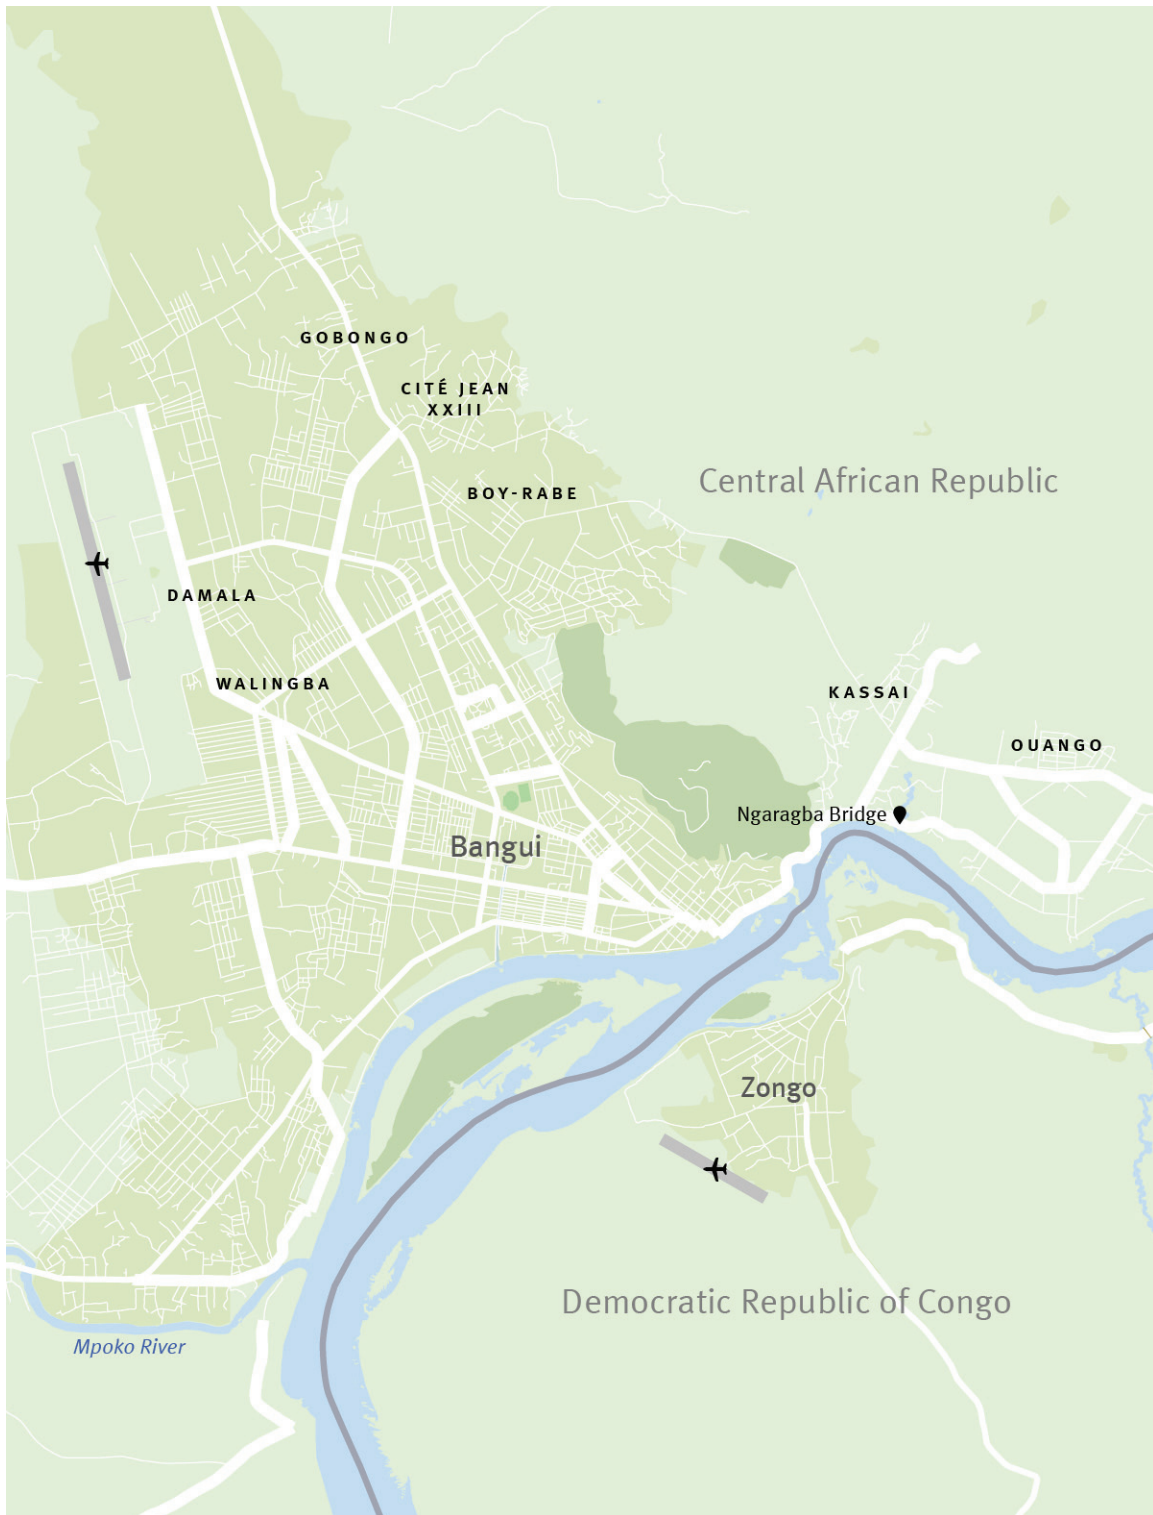 GOBONGO
CITÉ JEAN
XXIII
Central African Republic
BOY-RABE
DAMALA
WALINGBA
KASSAI
OUANGO
Ngaragba Bridge
Bangui
Zongo
Democratic Republic of Congo
Mpoko River